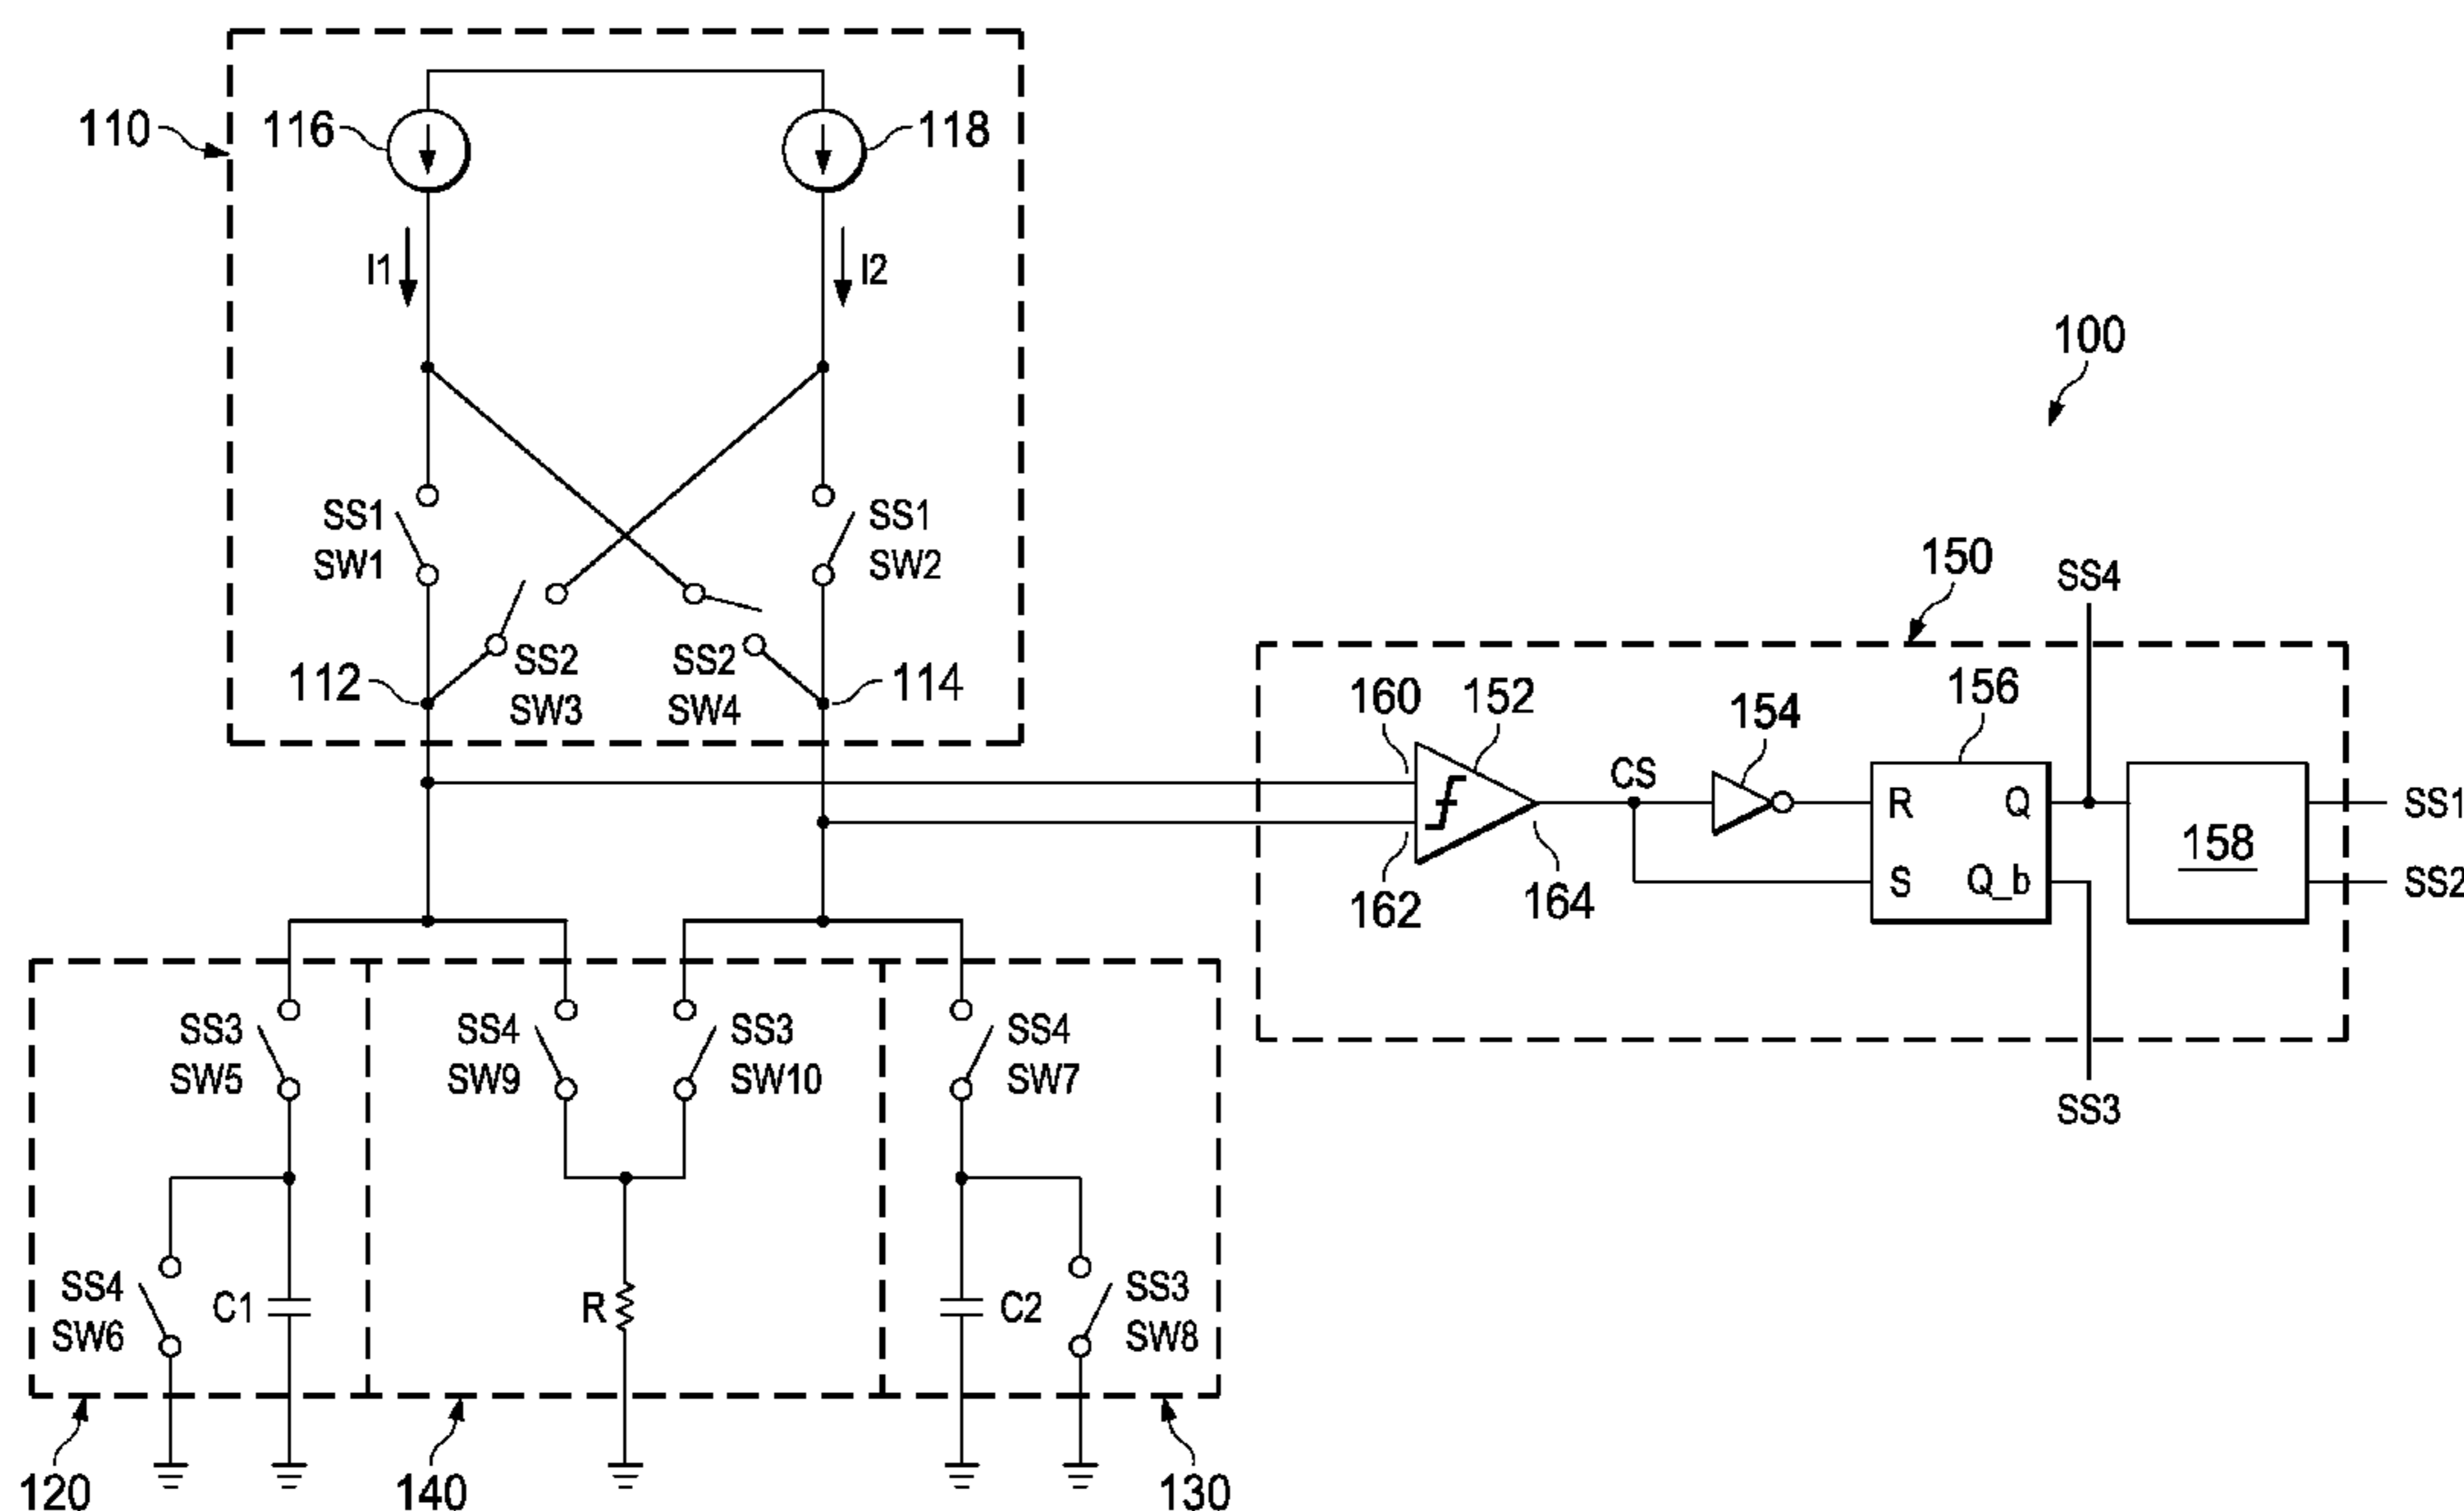 110
116
118
I1
I2
100
SS1
SW1
SS1
SW2
SS2
SW3
SS2
SW4
112
114
150
SS4
160
152
154
156
CS
R
Q
S
Q_b
158
SS1
SS2
162
164
SS3
SS3
SW5
SS4
SW9
SS3
SW10
SS4
SW7
SS4
SW6
C1
R
C2
SS3
SW8
120
140
130